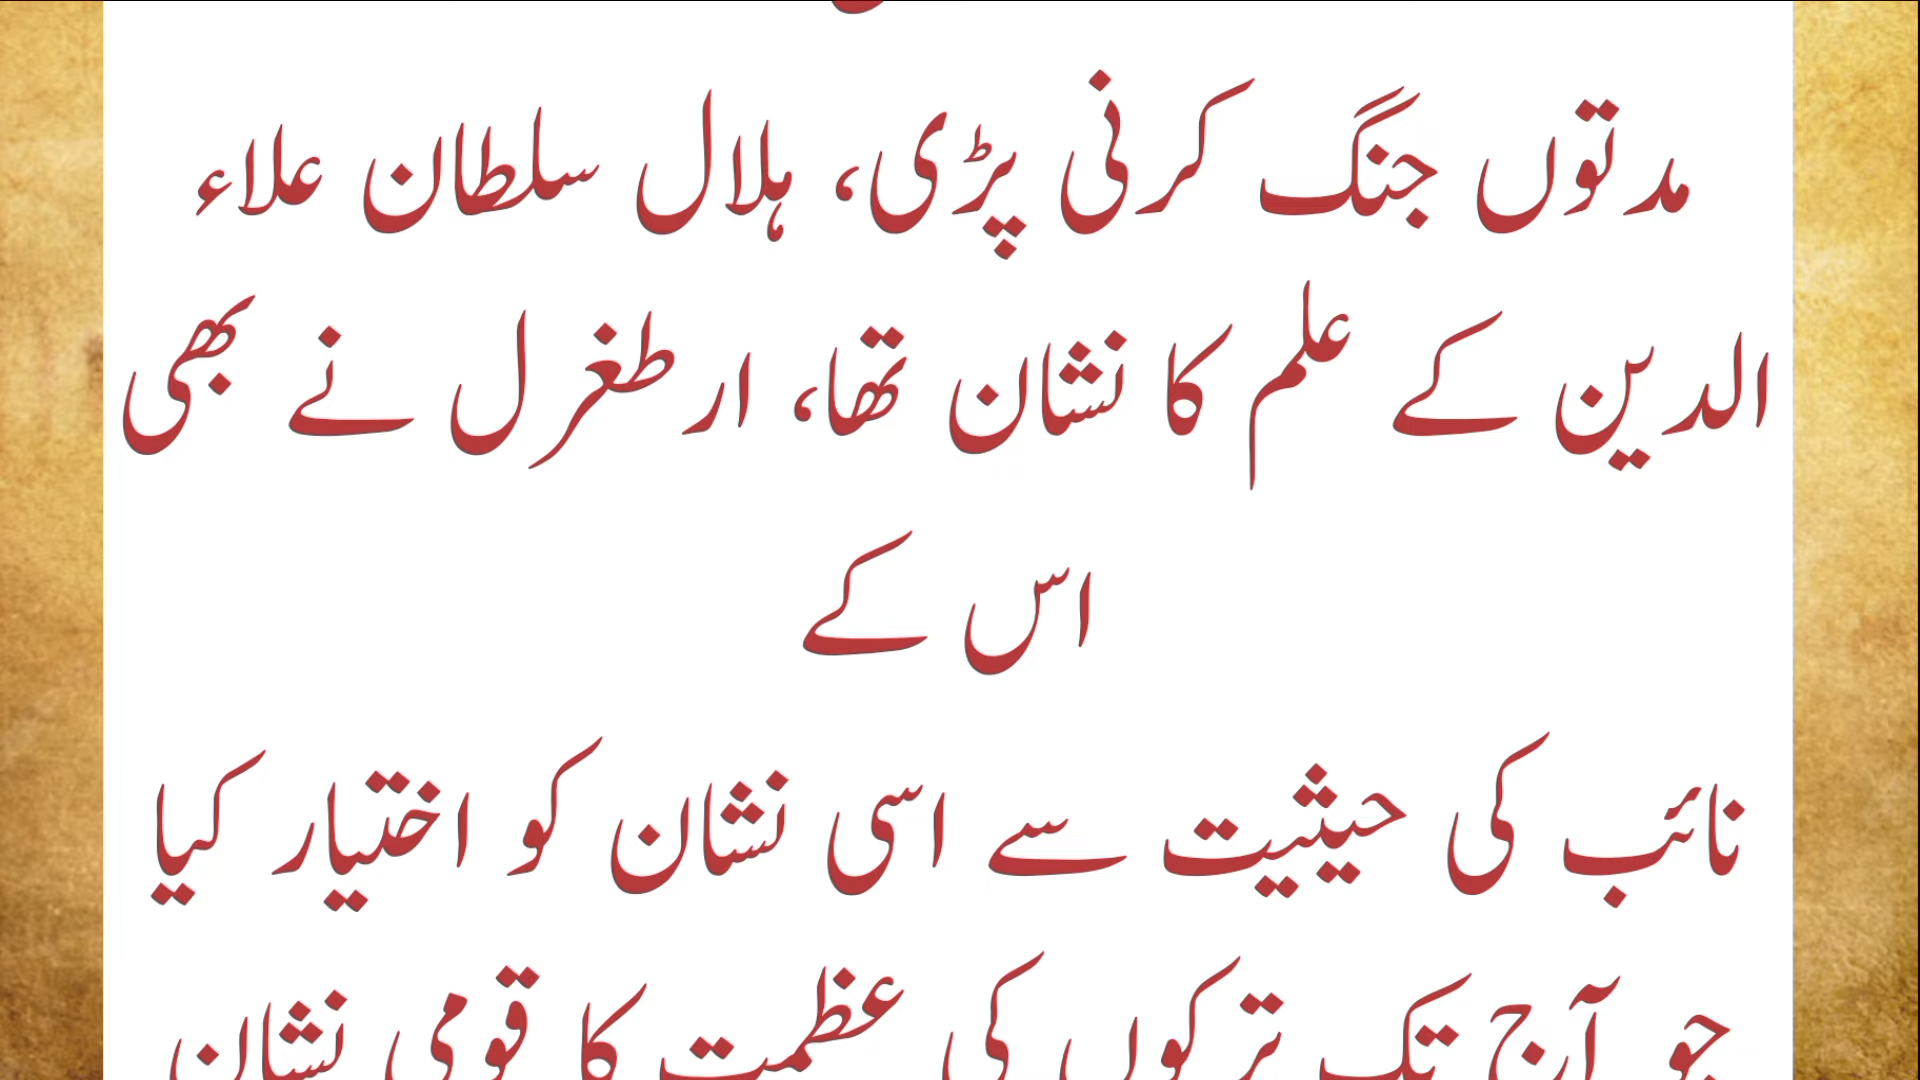 مدتوں جنگ کرنی پڑی، ہلال سلطان علاء
الدین کے علم کا نشان تھا، ارطغرل نے بھی
اس کے
نائب کی حیثیت سے اسی نشان کو اختیار کیا
جو آج تک ترکوں کی عظمت کا قومی نشان